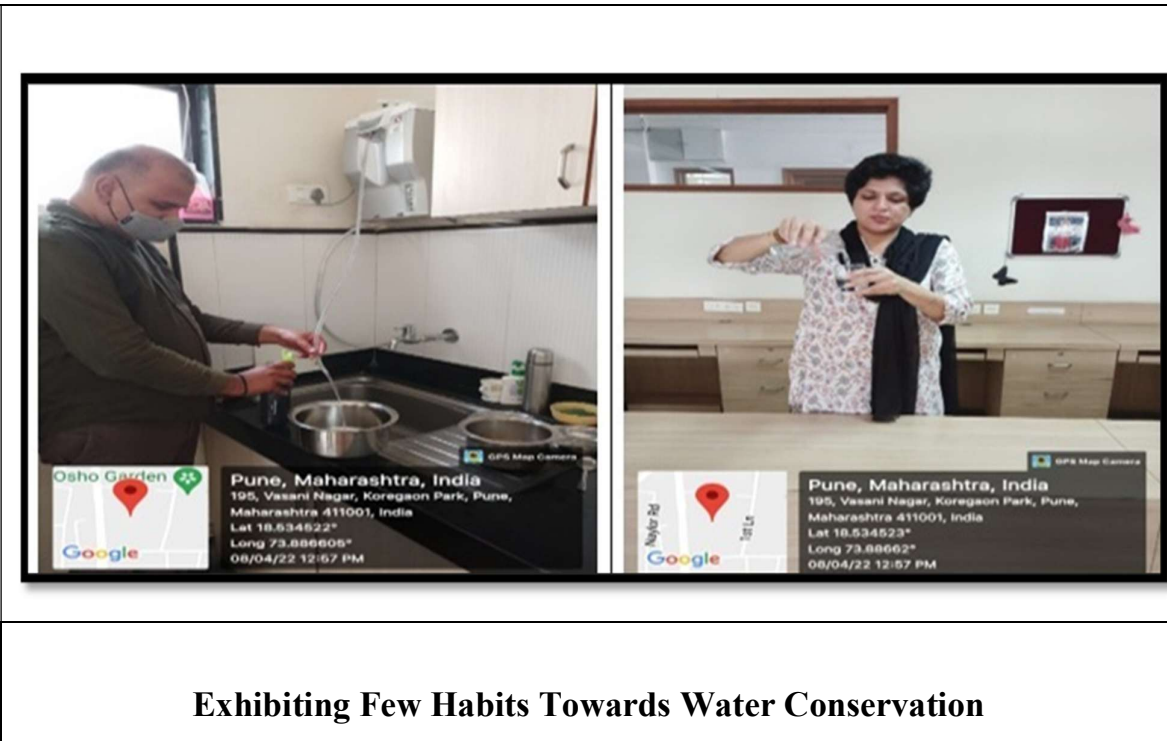 Osho Garden
Google
GPS Map Camera
Pune, Maharashtra, India
195, Vasani Nagar, Koregaon Park, Pune,
Maharashtra 411001, India
Lat 18.534522°
Long 73.886605°
08/04/22 12:57 PM
Naylor Rd
Tot Ln
Google
GPS Map Camera
Pune, Maharashtra, India
195, Vasani Nagar, Koregaon Park, Pune,
Maharashtra 411001, India
Lat 18.534523°
Long 73.88662°
08/04/22 12:57 PM
Exhibiting Few Habits Towards Water Conservation